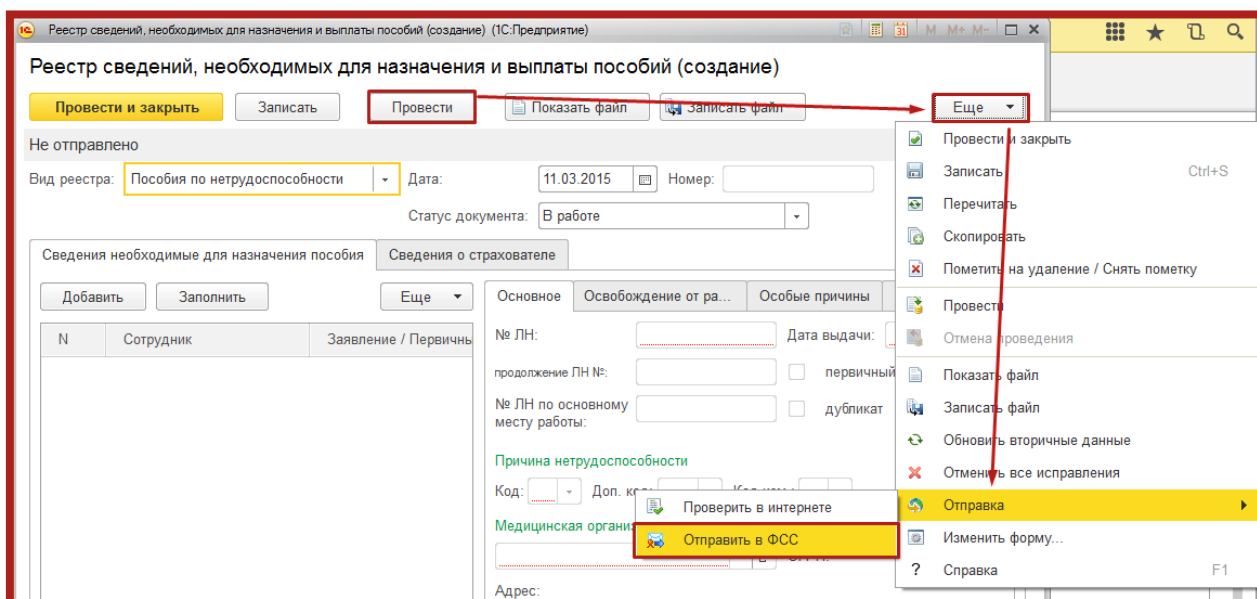 Реестр сведений, необходимых для назначения и выплаты пособий (создание) (1С:Предприятие)
M M+ M-
Реестр сведений, необходимых для назначения и выплаты пособий (создание)
Провести и закрыть Записать Провести Показать файл Записать файл Еще
Не отправлено
Вид реестра: Пособия по нетрудоспособности Дата: 11.03.2015 Номер:
Статус документа: В работе
Сведения необходимые для назначения пособия Сведения о страхователе
Добавить Заполнить Еще
Основное Освобождение от ра... Особые причины
N Сотрудник Заявление / Первичны
№ ЛН: Дата выдачи:
продолжение ЛН №: первичный
№ ЛН по основному месту работы: дубликат
Причина нетрудоспособности
Код: Доп. код:
Медицинская органи
Адрес:
Провести и закрыть
Записать Ctrl+S
Перечитать
Скопировать
Пометить на удаление / Снять пометку
Провести
Отмена проведения
Показать файл
Записать файл
Обновить вторичные данные
Отменить все исправления
Отправка
Изменить форму...
Справка F1
Проверить в интернете
Отправить в ФСС